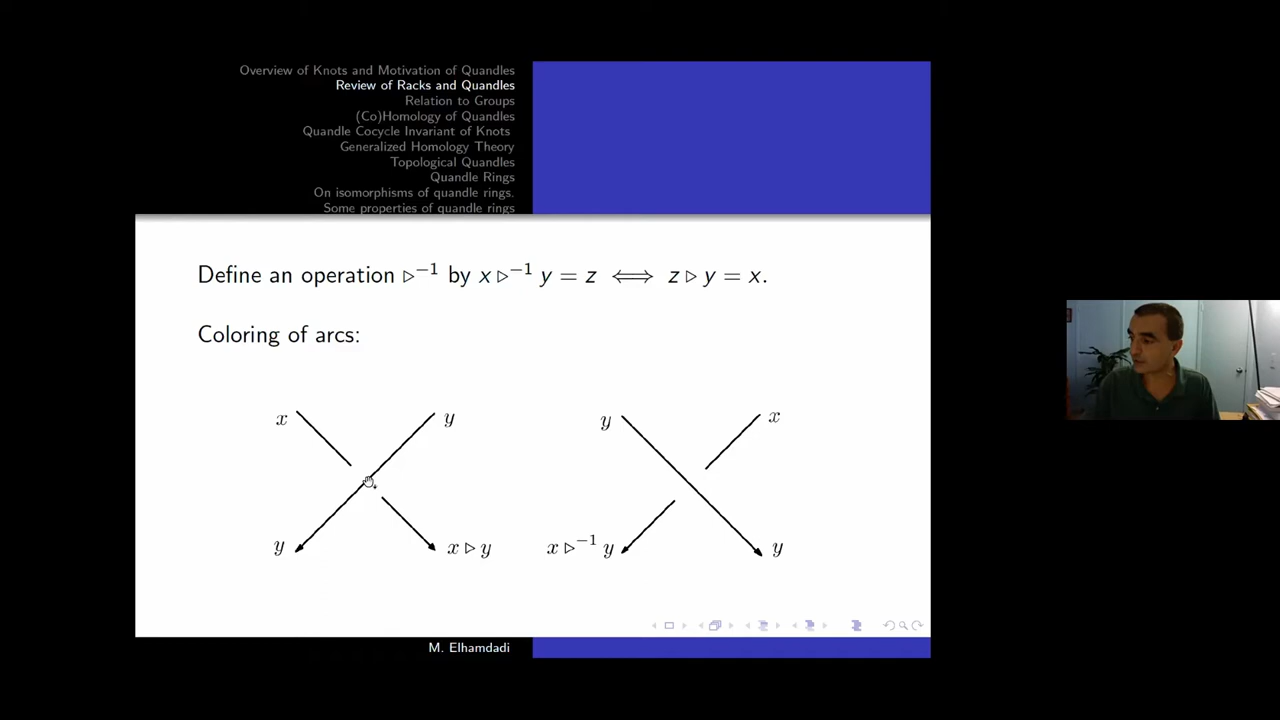 Overview of Knots and Motivation of Quandles
Review of Racks and Quandles
Relation to Groups
(Co)Homology of Quandles
Quandle Cocycle Invariant of Knots
Generalized Homology Theory
Topological Quandles
Quandle Rings
On isomorphisms of quandle rings.
Some properties of quandle rings
Define an operation ▷⁻¹ by x ▷⁻¹ y = z ⟺ z ▷ y = x.
Coloring of arcs:
x y y x
y x ▷ y x ▷⁻¹ y y
M. Elhamdadi